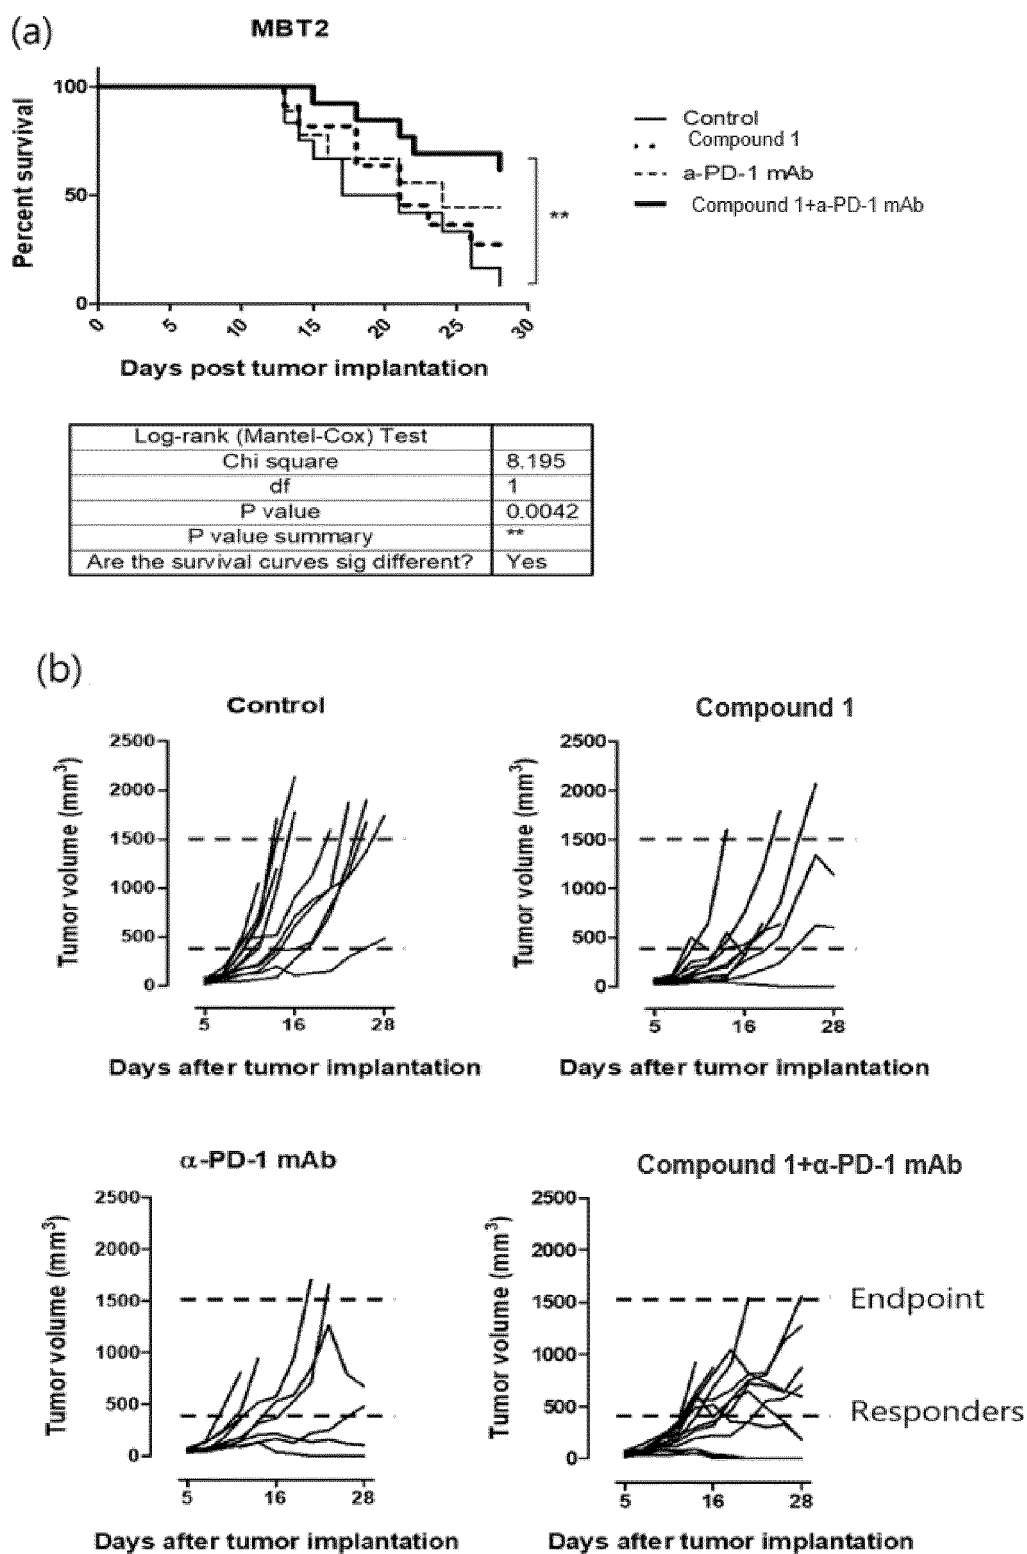 (a)
MBT2
Percent survival
100
50
0
0 5 10 15 20 25 30
Days post tumor implantation
Control
Compound 1
a-PD-1 mAb
Compound 1+a-PD-1 mAb
**
Log-rank (Mantel-Cox) Test
Chi square 8.195
df 1
P value 0.0042
P value summary **
Are the survival curves sig different? Yes
(b)
Control
Tumor volume (mm³)
2500
2000
1500
1000
500
0
5 16 28
Days after tumor implantation
Compound 1
Tumor volume (mm³)
2500
2000
1500
1000
500
0
5 16 28
Days after tumor implantation
α-PD-1 mAb
Tumor volume (mm³)
2500
2000
1500
1000
500
0
5 16 28
Days after tumor implantation
Compound 1+α-PD-1 mAb
Tumor volume (mm³)
2500
2000
1500
1000
500
0
5 16 28
Days after tumor implantation
Endpoint
Responders